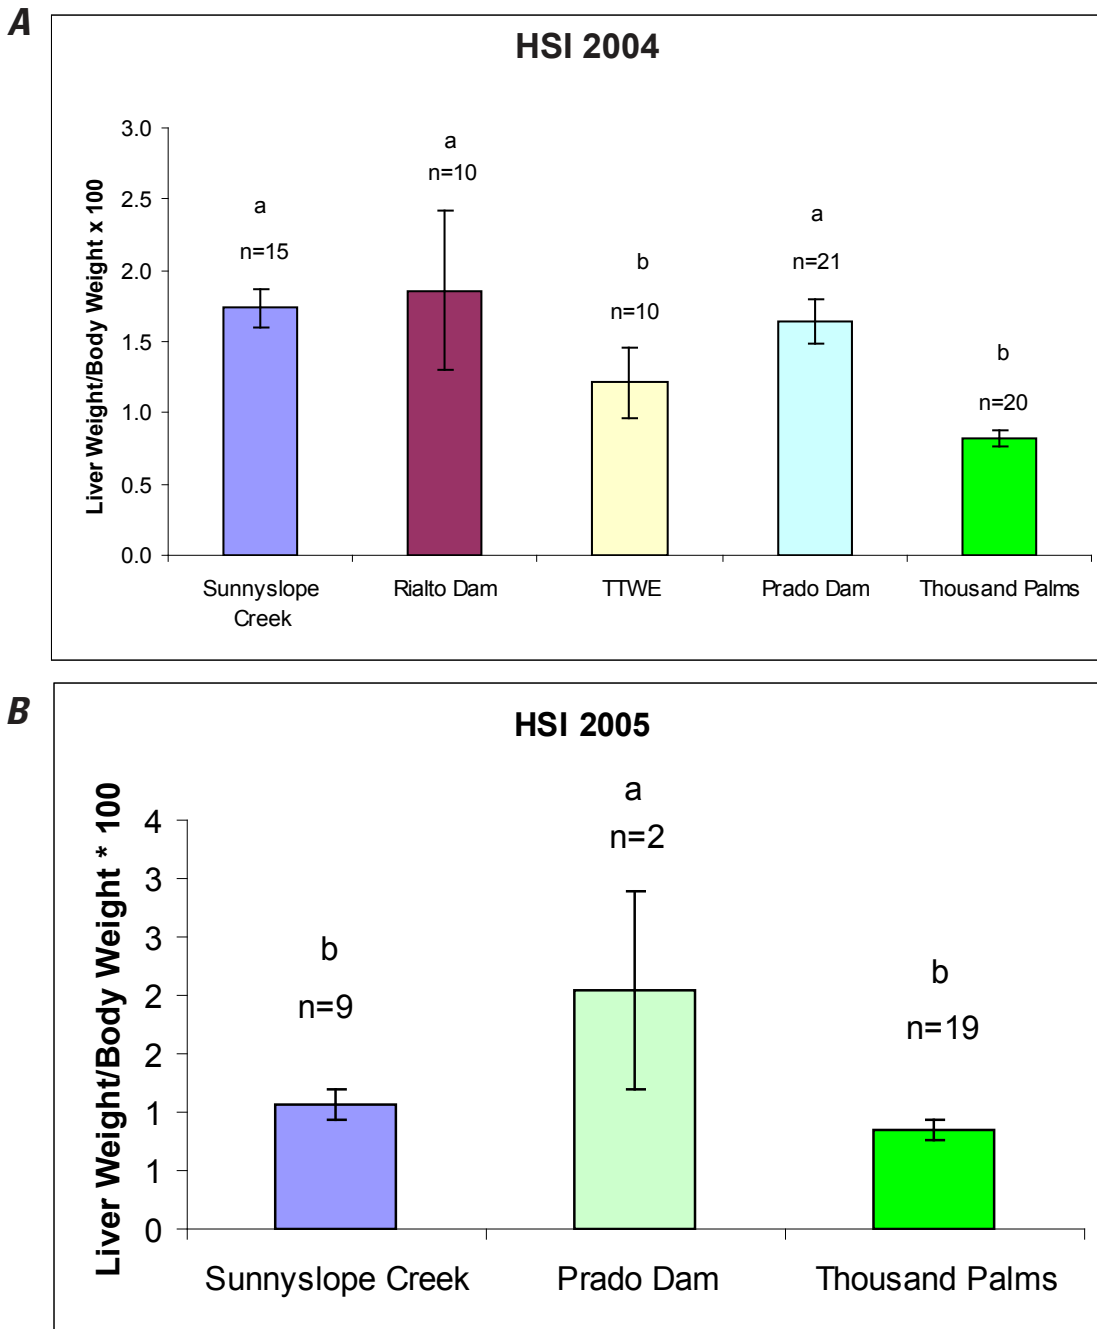 A
HSI 2004
Liver Weight/Body Weight x 100
3.0
2.5
2.0
1.5
1.0
0.5
0.0
a
n=15
a
n=10
b
n=10
a
n=21
b
n=20
Sunnyslope
Creek
Rialto Dam
TTWE
Prado Dam
Thousand Palms
B
HSI 2005
Liver Weight/Body Weight * 100
4
3
3
2
2
1
1
0
b
n=9
a
n=2
b
n=19
Sunnyslope Creek
Prado Dam
Thousand Palms